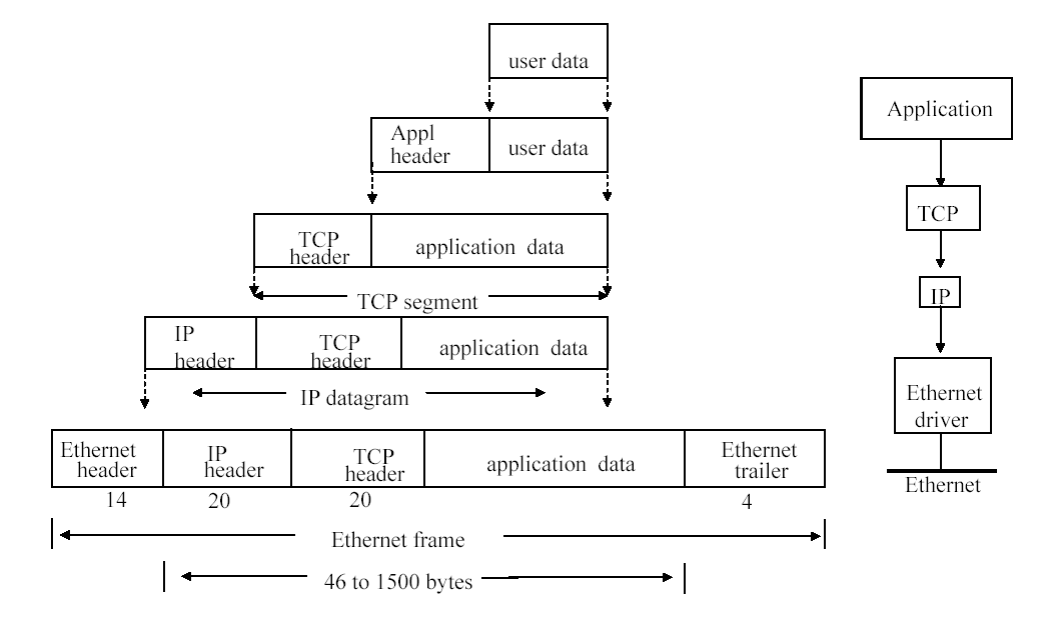 user data
Appl
header
user data
TCP
header
application data
TCP segment
IP
header
TCP
header
application data
IP datagram
Ethernet
header
IP
header
TCP
header
application data
Ethernet
trailer
14
20
20
4
Ethernet frame
46 to 1500 bytes
Application
TCP
IP
Ethernet
driver
Ethernet